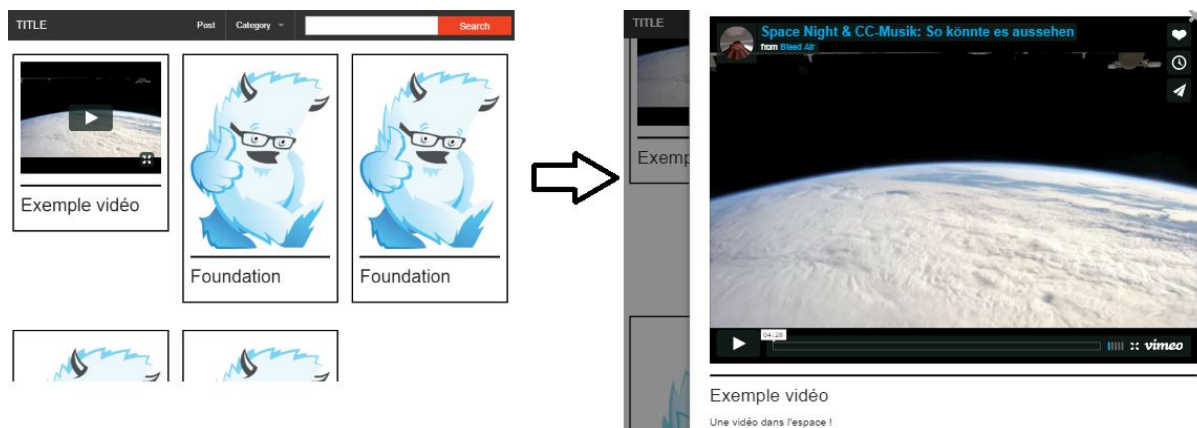 TITLE Post Category Search
Exemple vidéo
Foundation
Foundation
TITLE
Exemp
Space Night & CC-Musik: So könnte es aussehen
from Bleed Air
04:28
vimeo
Exemple vidéo
Une vidéo dans l'espace !